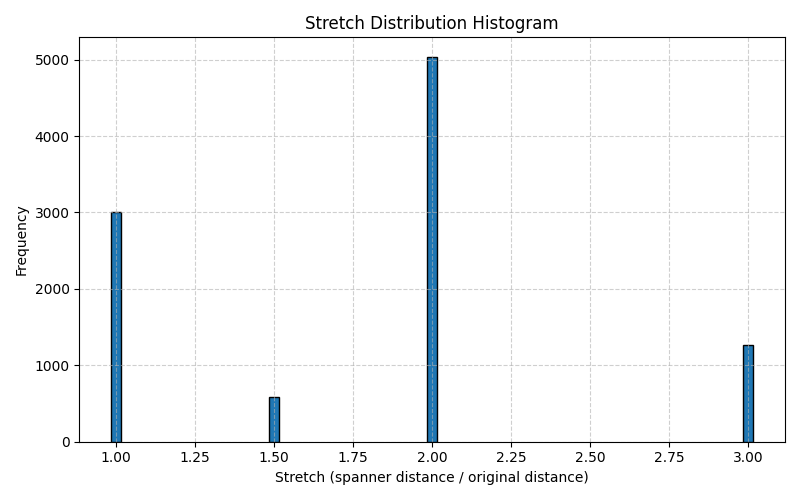 Stretch Distribution Histogram
Frequency
5000
4000
3000
2000
1000
0
1.00 1.25 1.50 1.75 2.00 2.25 2.50 2.75 3.00
Stretch (spanner distance / original distance)